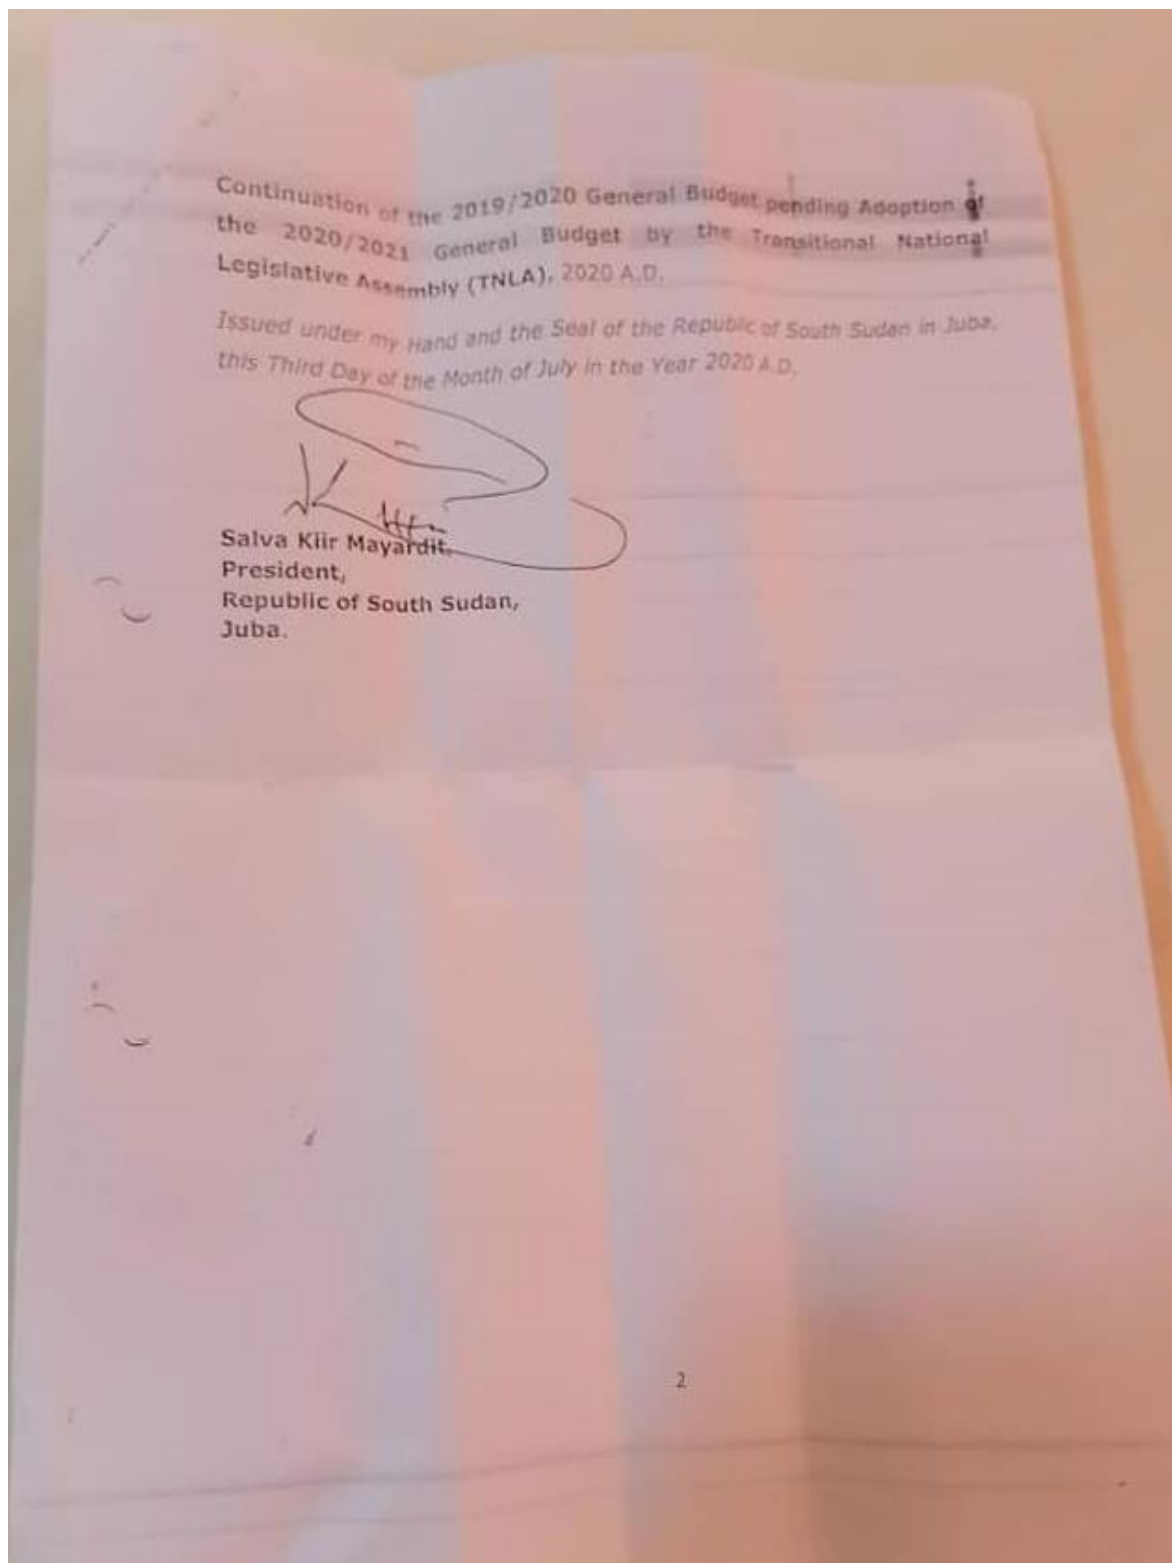 Continuation of the 2019/2020 General Budget pending Adoption of
the 2020/2021 General Budget by the Transitional National
Legislative Assembly (TNLA), 2020 A.D.
Issued under my Hand and the Seal of the Republic of South Sudan in Juba,
this Third Day of the Month of July in the Year 2020 A.D.
Salva Kiir Mayardit,
President,
Republic of South Sudan,
Juba.
2